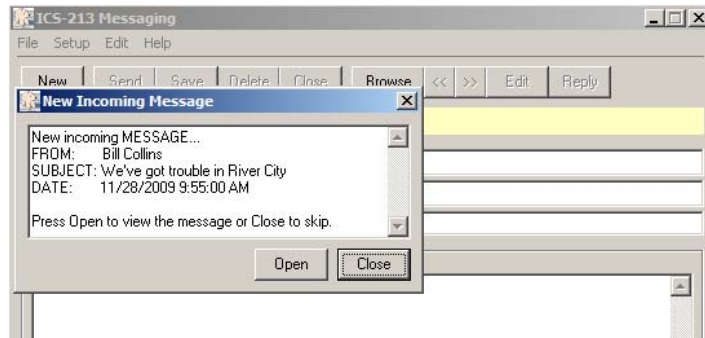 ICS-213 Messaging
File Setup Edit Help
New Send Save Delete Close Browse << >> Edit Reply
New Incoming Message
New incoming MESSAGE...
FROM: Bill Collins
SUBJECT: We've got trouble in River City
DATE: 11/28/2009 9:55:00 AM
Press Open to view the message or Close to skip.
Open Close